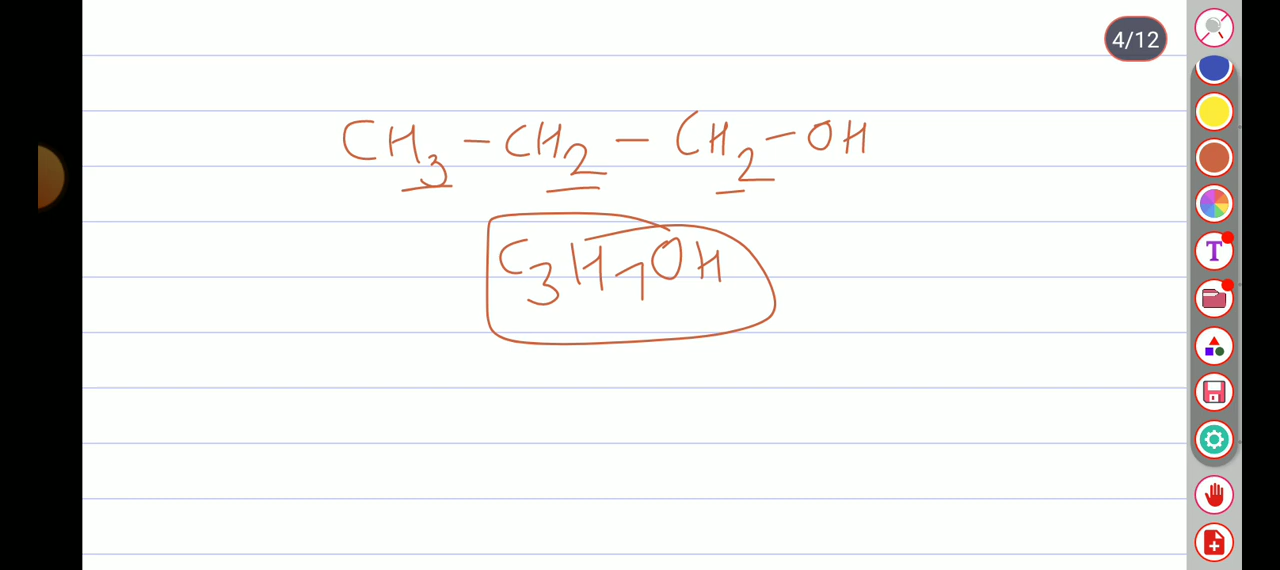 4/12
CH₃ – CH₂ – CH₂ – OH
C₃H₇OH
T